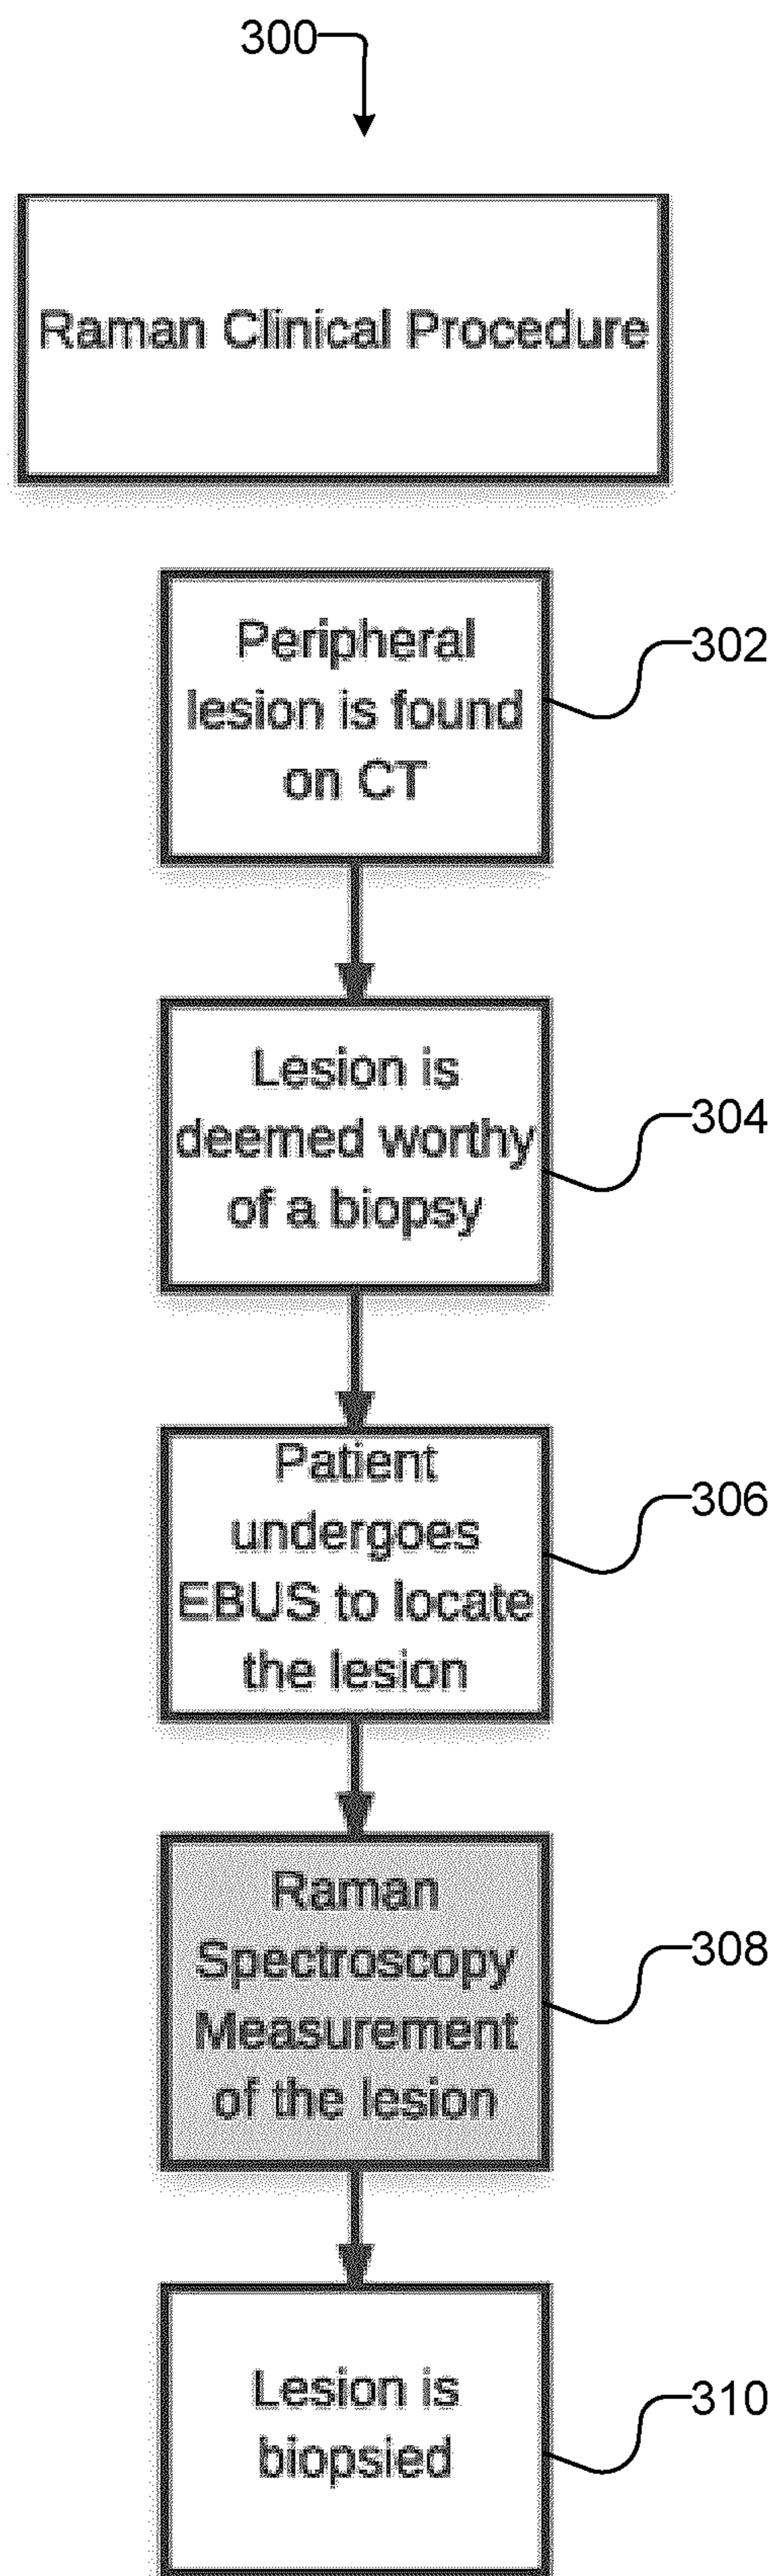 300
Raman Clinical Procedure
Peripheral
lesion is found
on CT
302
Lesion is
deemed worthy
of a biopsy
304
Patient
undergoes
EBUS to locate
the lesion
306
Raman
Spectroscopy
Measurement
of the lesion
308
Lesion is
biopsied
310